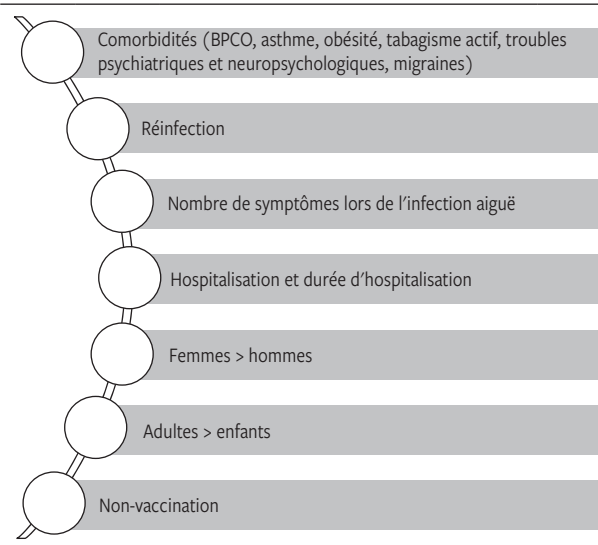 Comorbidités (BPCO, asthme, obésité, tabagisme actif, troubles
psychiatriques et neuropsychologiques, migraines)
Réinfection
Nombre de symptômes lors de l'infection aiguë
Hospitalisation et durée d'hospitalisation
Femmes > hommes
Adultes > enfants
Non-vaccination